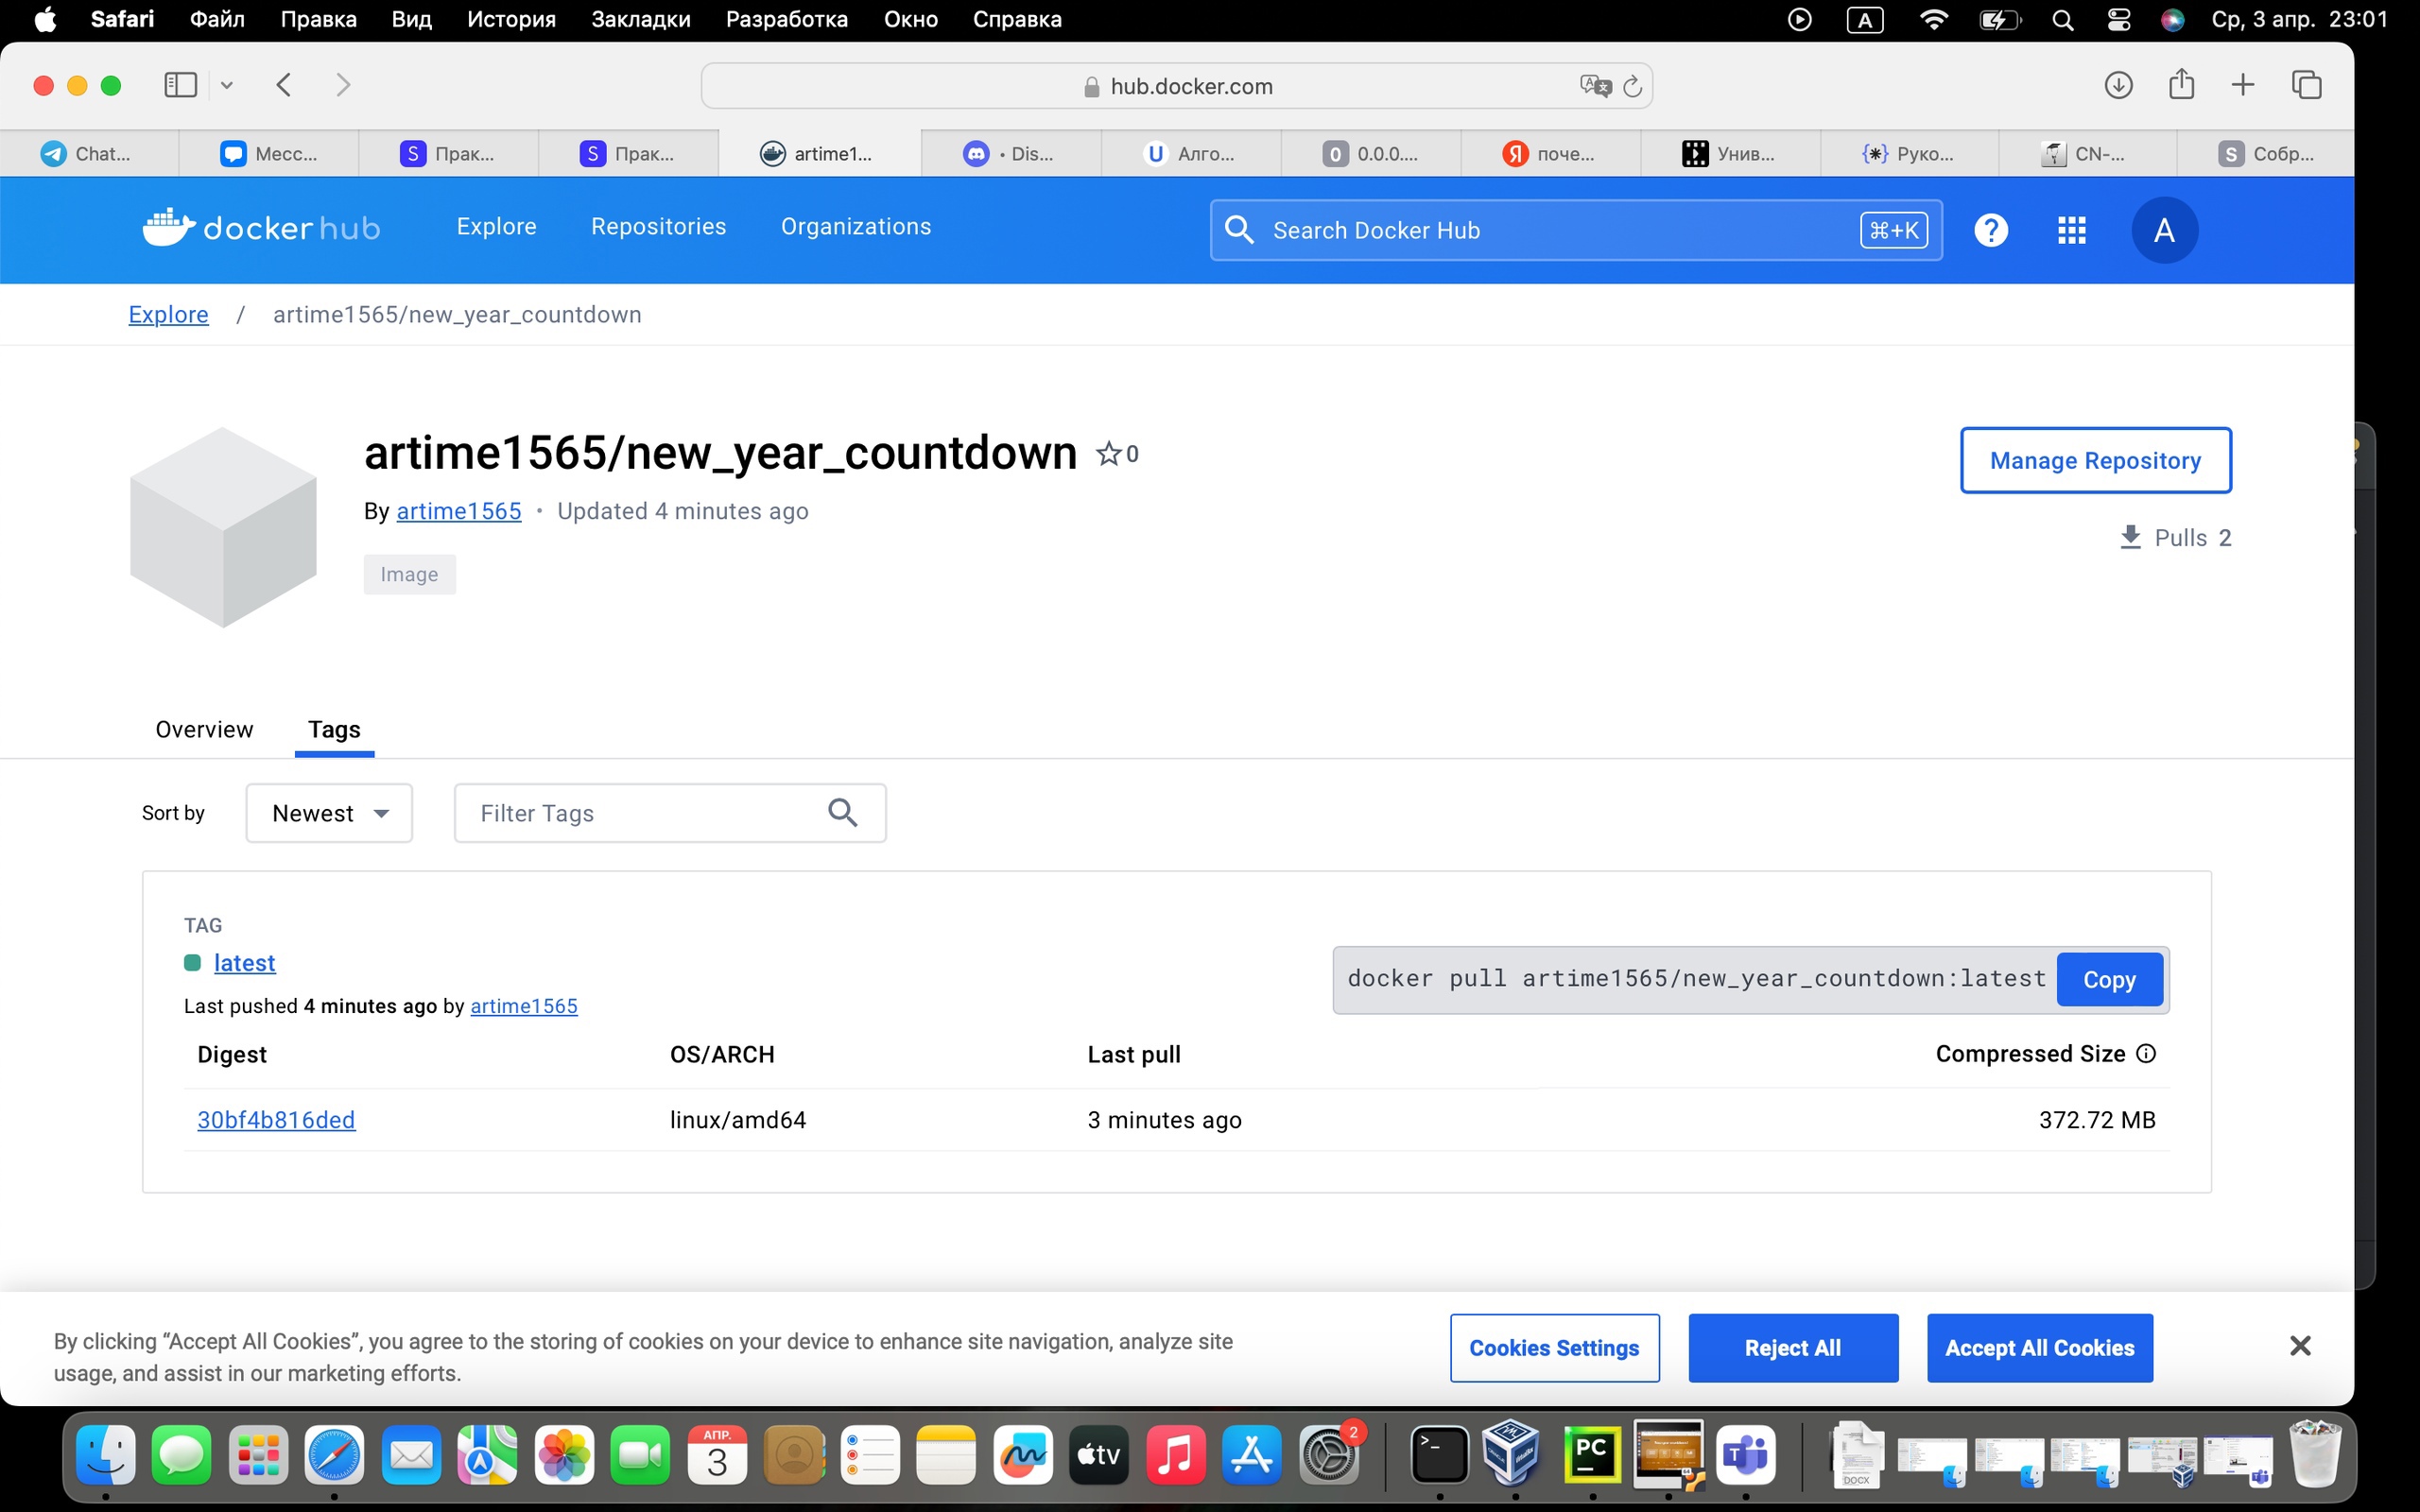 Safari Файл Правка Вид История Закладки Разработка Окно Справка A Ср, 3 апр. 23:01
hub.docker.com
Chat... Месс... S Прак... S Прак... artime1... • Dis... U Алго... 0 0.0.0.... Я поче... Унив... Руко... CN-... S Собр...
dockerhub Explore Repositories Organizations Search Docker Hub ⌘+K ? A
Explore / artime1565/new_year_countdown
artime1565/new_year_countdown ☆0
Manage Repository
By artime1565 • Updated 4 minutes ago
Pulls 2
Image
Overview Tags
Sort by Newest Filter Tags
TAG
latest
docker pull artime1565/new_year_countdown:latest Copy
Last pushed 4 minutes ago by artime1565
Digest OS/ARCH Last pull Compressed Size
30bf4b816ded linux/amd64 3 minutes ago 372.72 MB
By clicking “Accept All Cookies”, you agree to the storing of cookies on your device to enhance site navigation, analyze site
usage, and assist in our marketing efforts.
Cookies Settings Reject All Accept All Cookies
АПР.
3
tv
2
>_
PC
T
DOCX